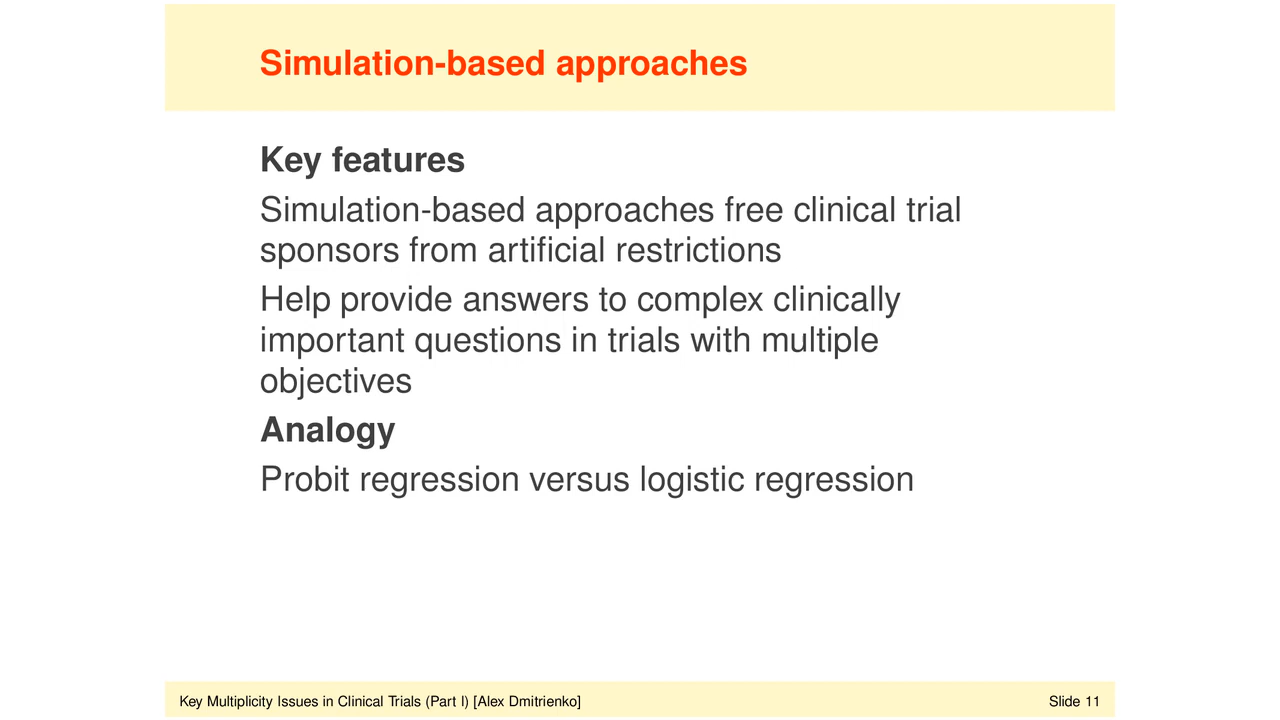 Simulation-based approaches
Key features
Simulation-based approaches free clinical trial
sponsors from artificial restrictions
Help provide answers to complex clinically
important questions in trials with multiple
objectives
Analogy
Probit regression versus logistic regression
Key Multiplicity Issues in Clinical Trials (Part I) [Alex Dmitrienko]
Slide 11